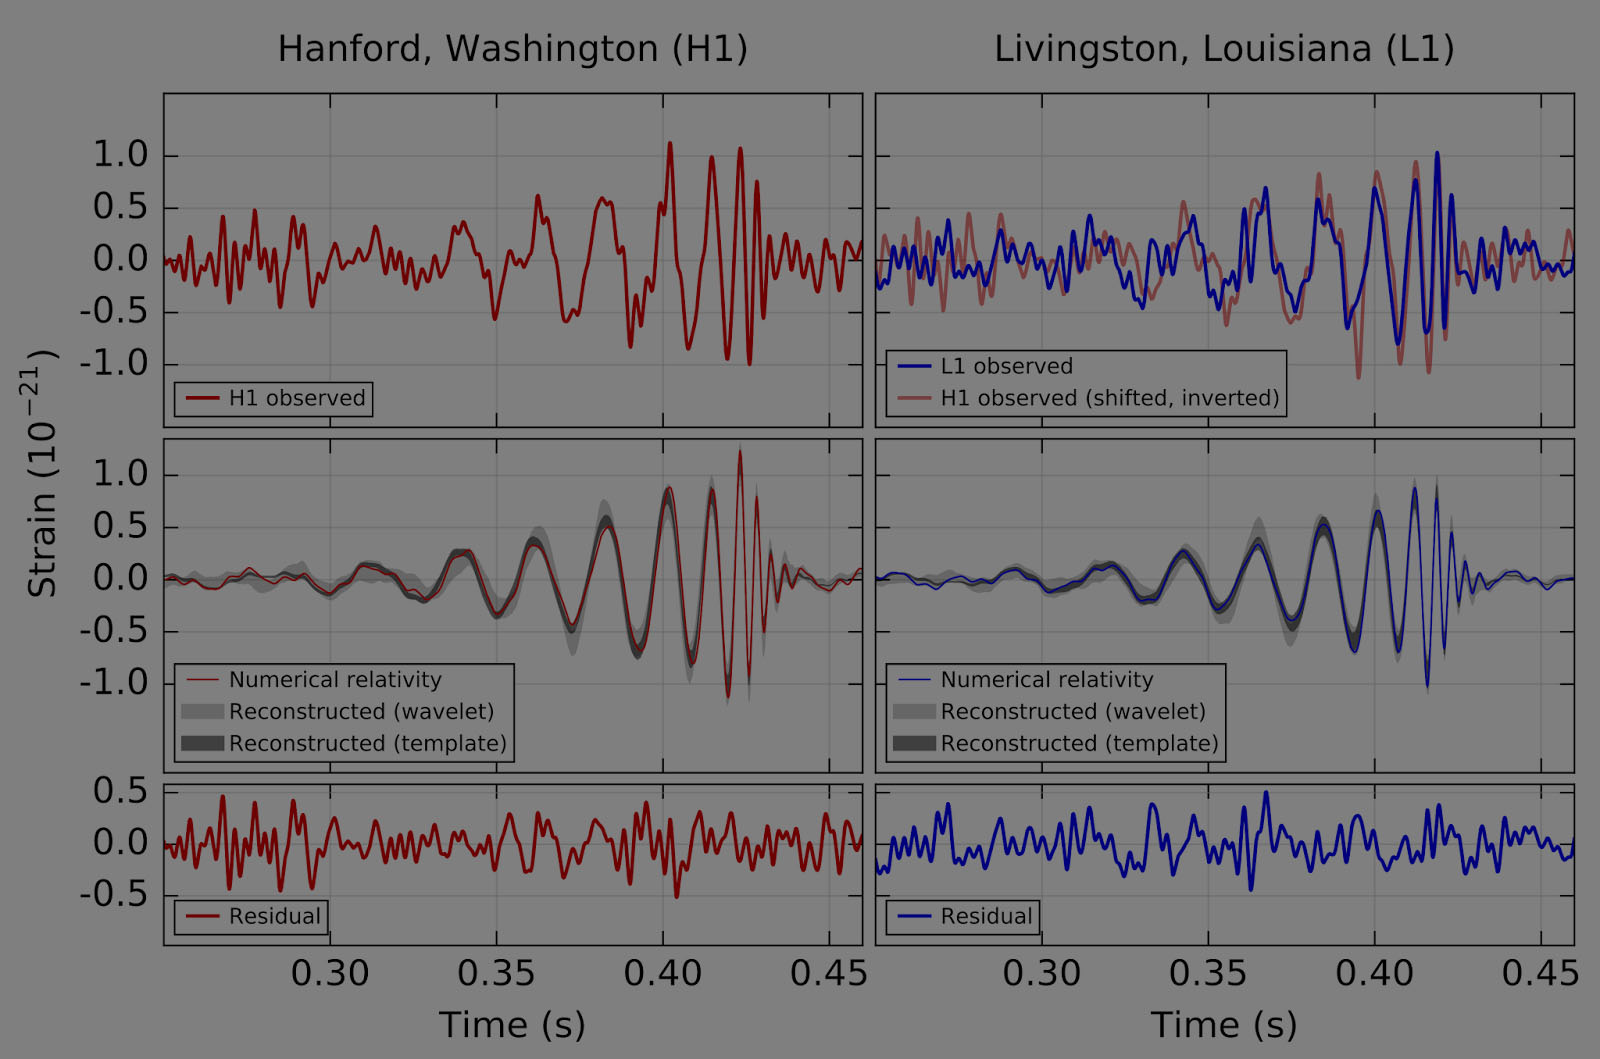 Hanford, Washington (H1)
Livingston, Louisiana (L1)
Strain (10⁻²¹)
1.0
0.5
0.0
-0.5
-1.0
H1 observed
L1 observed
H1 observed (shifted, inverted)
1.0
0.5
0.0
-0.5
-1.0
Numerical relativity
Reconstructed (wavelet)
Reconstructed (template)
Numerical relativity
Reconstructed (wavelet)
Reconstructed (template)
0.5
0.0
-0.5
Residual
Residual
0.30 0.35 0.40 0.45
0.30 0.35 0.40 0.45
Time (s)
Time (s)